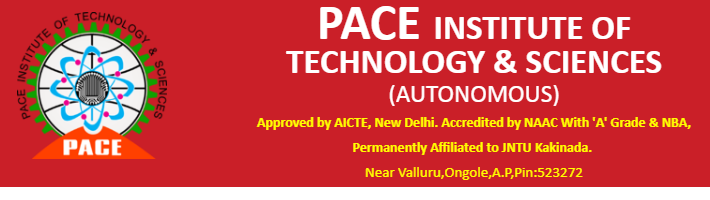 PACE INSTITUTE OF TECHNOLOGY & SCIENCES
PACE
PACE INSTITUTE OF
TECHNOLOGY & SCIENCES
(AUTONOMOUS)
Approved by AICTE, New Delhi. Accredited by NAAC With 'A' Grade & NBA,
Permanently Affiliated to JNTU Kakinada.
Near Valluru,Ongole,A.P,Pin:523272